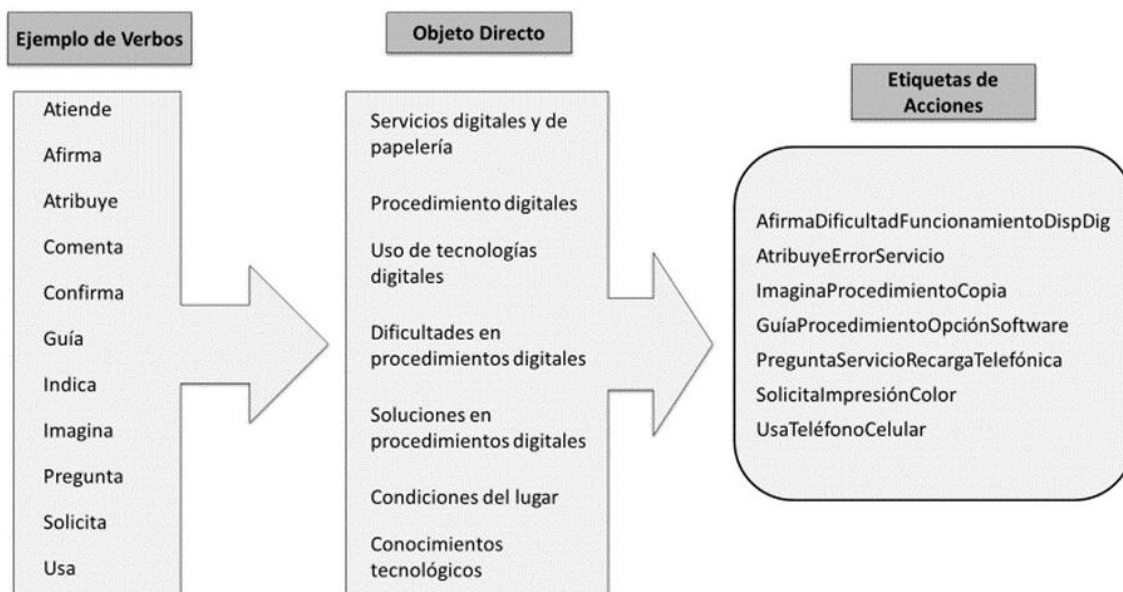 Ejemplo de Verbos
Atiende
Afirma
Atribuye
Comenta
Confirma
Guía
Indica
Imagina
Pregunta
Solicita
Usa
Objeto Directo
Servicios digitales y de
papelería
Procedimiento digitales
Uso de tecnologías
digitales
Dificultades en
procedimientos digitales
Soluciones en
procedimientos digitales
Condiciones del lugar
Conocimientos
tecnológicos
Etiquetas de
Acciones
AfirmaDificultadFuncionamientoDispDig
AtribuyeErrorServicio
ImaginaProcedimientoCopia
GuíaProcedimientoOpciónSoftware
PreguntaServicioRecargaTelefónica
SolicitaImpresiónColor
UsaTeléfonoCelular